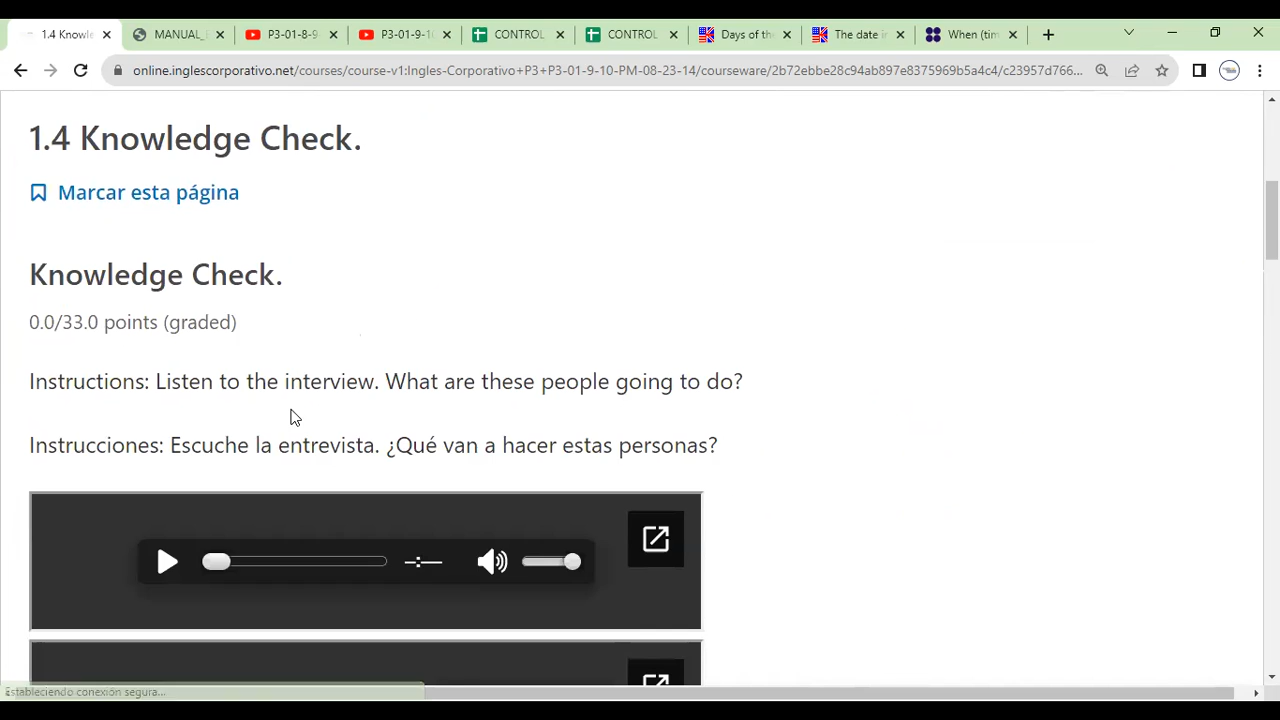 1.4 Knowle
MANUAL_
P3-01-8-9
P3-01-9-10
CONTROL
CONTROL
Days of the
The date in
When (tim
online.inglescorporativo.net/courses/course-v1:Ingles-Corporativo+P3+P3-01-9-10-PM-08-23-14/courseware/2b72ebbe28c94ab897e8375969b5a4c4/c23957d766...
1.4 Knowledge Check.
Marcar esta página
Knowledge Check.
0.0/33.0 points (graded)
Instructions: Listen to the interview. What are these people going to do?
Instrucciones: Escuche la entrevista. ¿Qué van a hacer estas personas?
-:--
Estableciendo conexión segura...